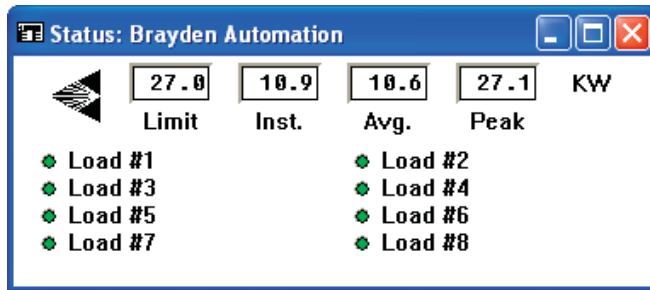 Status: Brayden Automation
27.0 10.9 10.6 27.1 KW
Limit Inst. Avg. Peak
Load #1 Load #2
Load #3 Load #4
Load #5 Load #6
Load #7 Load #8